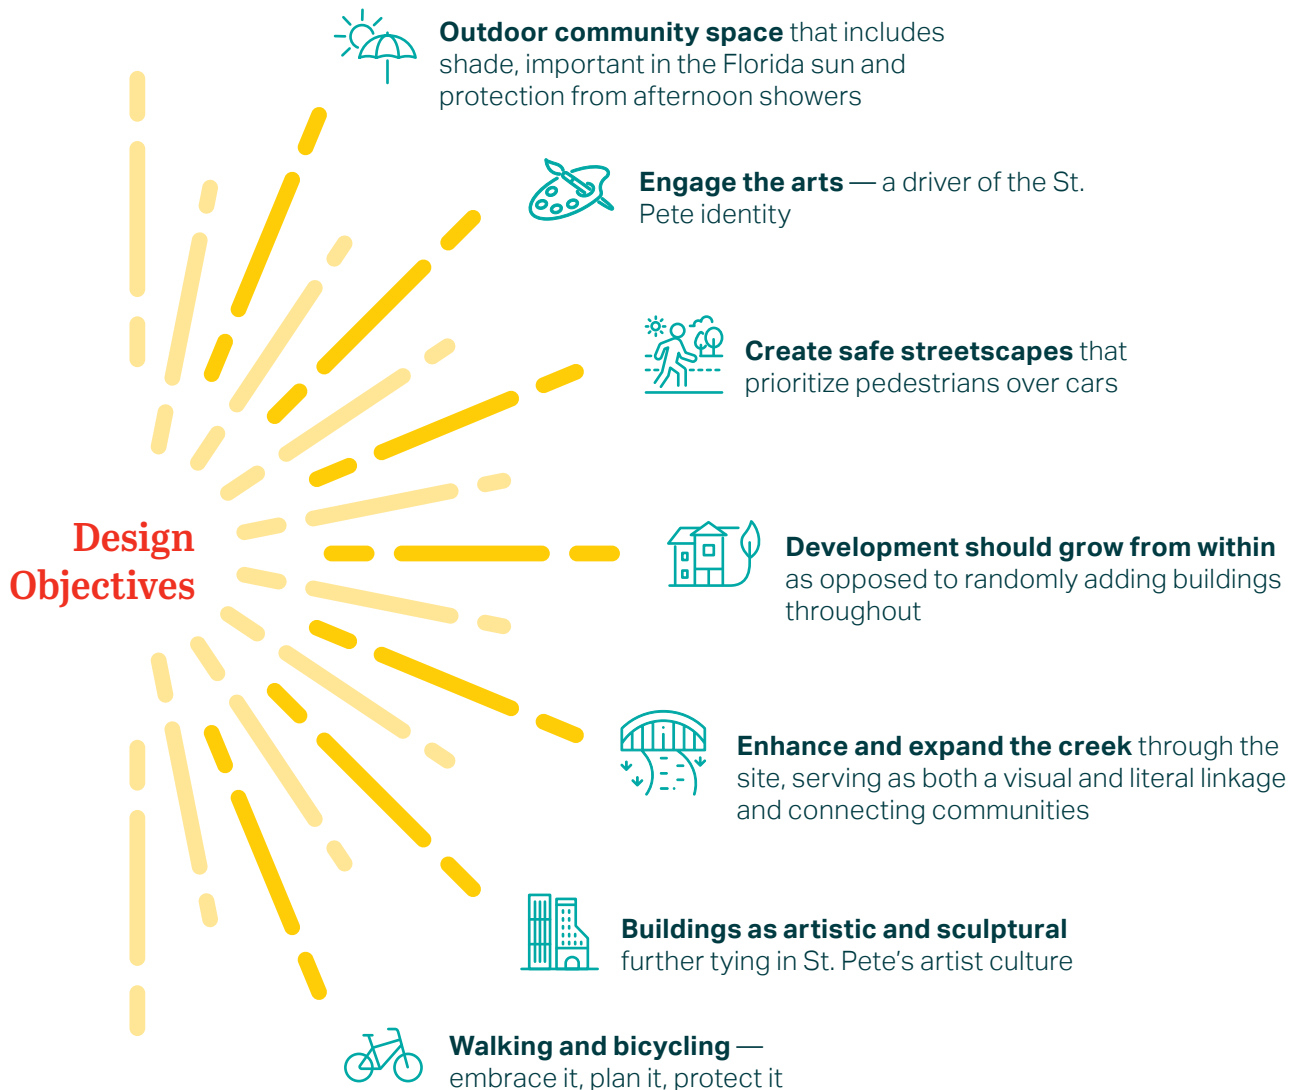 Outdoor community space that includes
shade, important in the Florida sun and
protection from afternoon showers
Engage the arts — a driver of the St.
Pete identity
Create safe streetscapes that
prioritize pedestrians over cars
Design
Objectives
Development should grow from within
as opposed to randomly adding buildings
throughout
Enhance and expand the creek through the
site, serving as both a visual and literal linkage
and connecting communities
Buildings as artistic and sculptural
further tying in St. Pete’s artist culture
Walking and bicycling —
embrace it, plan it, protect it